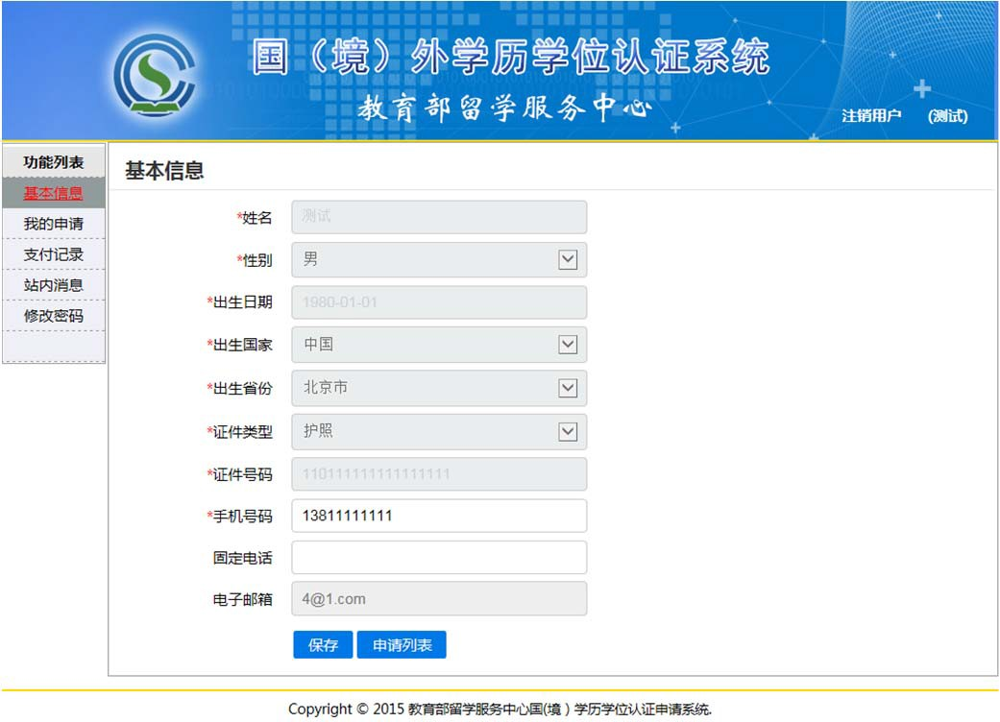 国（境）外学历学位认证系统
教育部留学服务中心
注销用户 (测试)
功能列表
基本信息
我的申请
支付记录
站内消息
修改密码
基本信息
*姓名 测试
*性别 男
*出生日期 1980-01-01
*出生国家 中国
*出生省份 北京市
*证件类型 护照
*证件号码 110111111111111111
*手机号码 13811111111
固定电话
电子邮箱 4@1.com
保存 申请列表
Copyright © 2015 教育部留学服务中心国(境 ) 学历学位认证申请系统.